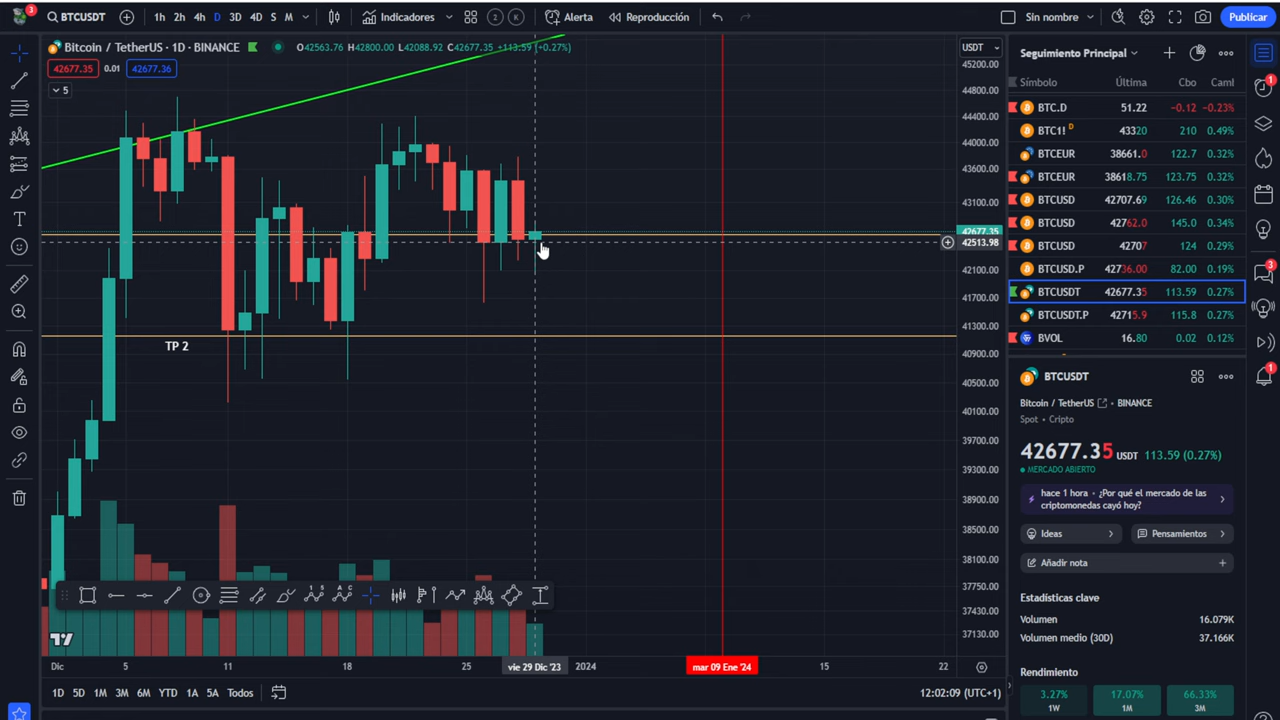 3
BTCUSDT
1h 2h 4h D 3D 4D S M
Indicadores
2 K
Alerta
Reproducción
Sin nombre
Publicar
Bitcoin / TetherUS · 1D · BINANCE
O42563.76 H42800.00 L42088.92 C42677.35 +113.59 (+0.27%)
USDT
42677.35 0.01 42677.36
5
TP 2
45200.00
44800.00
44400.00
44000.00
43600.00
43100.00
42677.35
42513.98
42100.00
41700.00
41300.00
40900.00
40500.00
40100.00
39700.00
39300.00
38900.00
38500.00
38100.00
37750.00
37430.00
37130.00
Dic 5 11 18 25 vie 29 Dic '23 2024 mar 09 Ene '24 15 22
1D 5D 1M 3M 6M YTD 1A 5A Todos
12:02:09 (UTC+1)
Seguimiento Principal
Símbolo Última Cbo Caml
BTC.D 51.22 −0.12 −0.23%
BTC1! D 43320 210 0.49%
BTCEUR 38661.0 122.7 0.32%
BTCEUR 38618.75 123.75 0.32%
BTCUSD 42707.69 126.46 0.30%
BTCUSD 42762.0 145.0 0.34%
BTCUSD 42707 124 0.29%
BTCUSD.P 42736.00 82.00 0.19%
BTCUSDT 42677.35 113.59 0.27%
BTCUSDT.P 42715.9 115.8 0.27%
BVOL 16.80 0.02 0.12%
BTCUSDT
Bitcoin / TetherUS · BINANCE
Spot · Cripto
42677.35 USDT 113.59 (0.27%)
MERCADO ABIERTO
hace 1 hora · ¿Por qué el mercado de las
criptomonedas cayó hoy?
Ideas
Pensamientos
Añadir nota
Estadísticas clave
Volumen 16.079K
Volumen medio (30D) 37.166K
Rendimiento
3.27% 17.07% 66.33%
1W 1M 3M
1
3
1